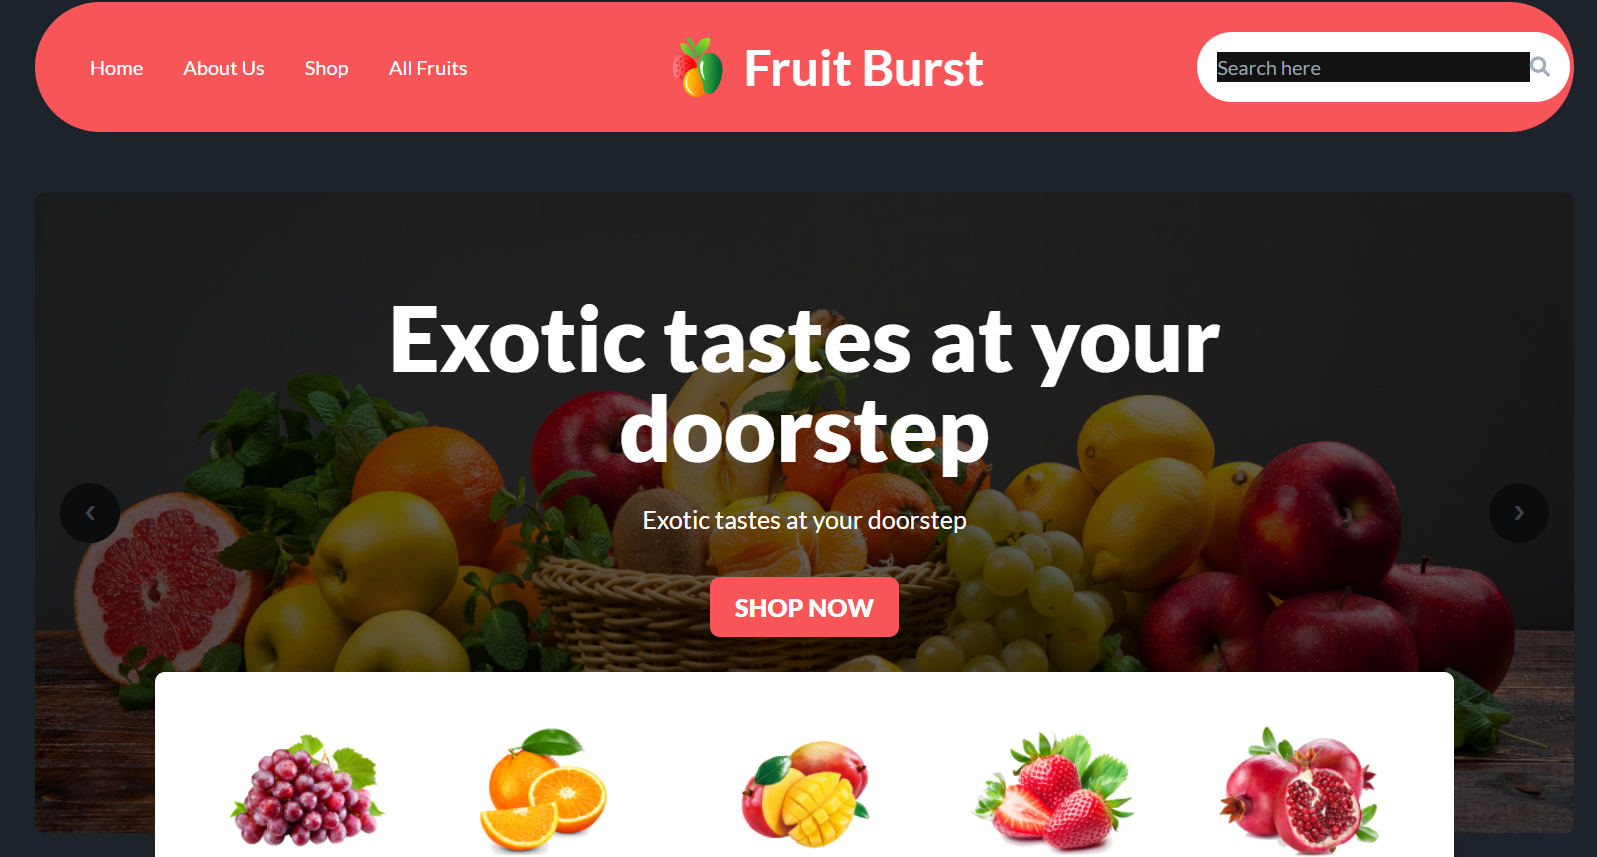 Home
About Us
Shop
All Fruits
Fruit Burst
Search here
Exotic tastes at your
doorstep
Exotic tastes at your doorstep
SHOP NOW